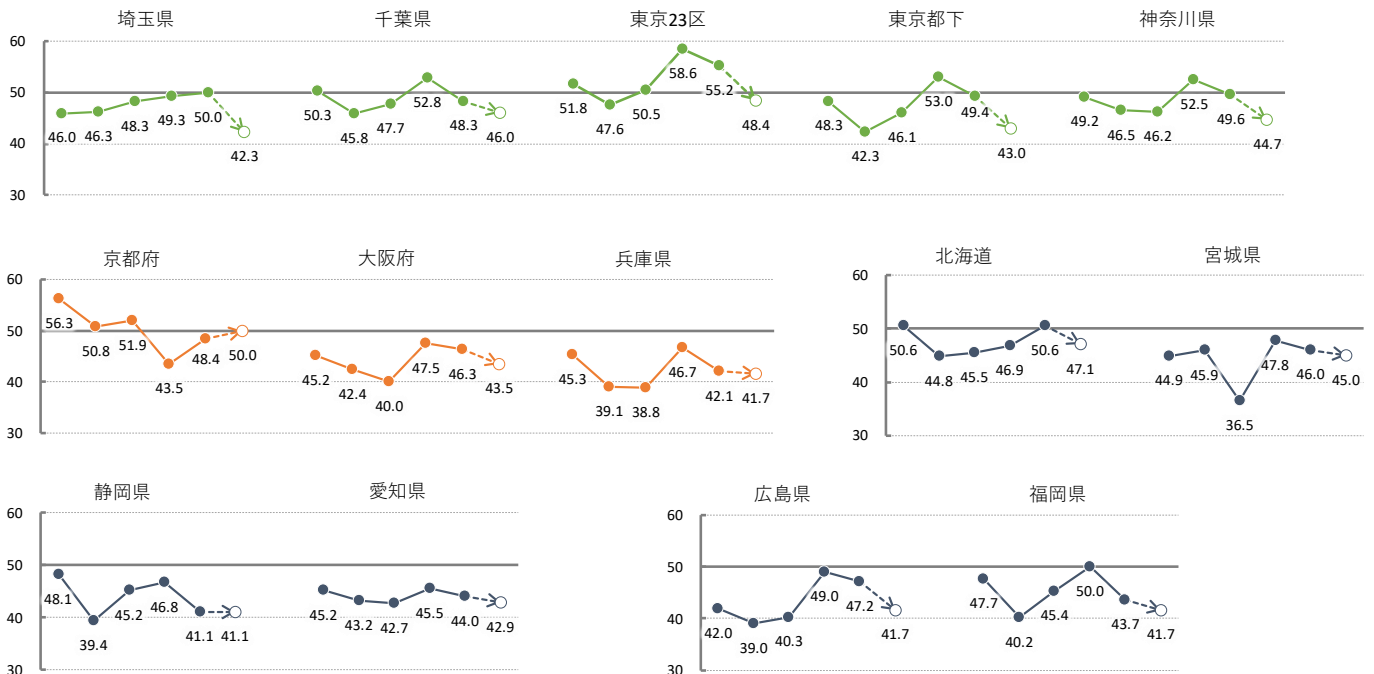 埼玉県 千葉県 東京23区 東京都下 神奈川県
60
50
40
30
46.0 46.3 48.3 49.3 50.0 42.3
50.3 45.8 47.7 52.8 48.3 46.0
51.8 47.6 50.5 58.6 55.2 48.4
48.3 42.3 46.1 53.0 49.4 43.0
49.2 46.5 46.2 52.5 49.6 44.7
京都府 大阪府 兵庫県
60
50
40
30
56.3 50.8 51.9 43.5 48.4 50.0
45.2 42.4 40.0 47.5 46.3 43.5
45.3 39.1 38.8 46.7 42.1 41.7
北海道 宮城県
60
50
40
30
50.6 44.8 45.5 46.9 50.6 47.1
44.9 45.9 36.5 47.8 46.0 45.0
静岡県 愛知県
60
50
40
30
48.1 39.4 45.2 46.8 41.1 41.1
45.2 43.2 42.7 45.5 44.0 42.9
広島県 福岡県
60
50
40
30
42.0 39.0 40.3 49.0 47.2 41.7
47.7 40.2 45.4 50.0 43.7 41.7